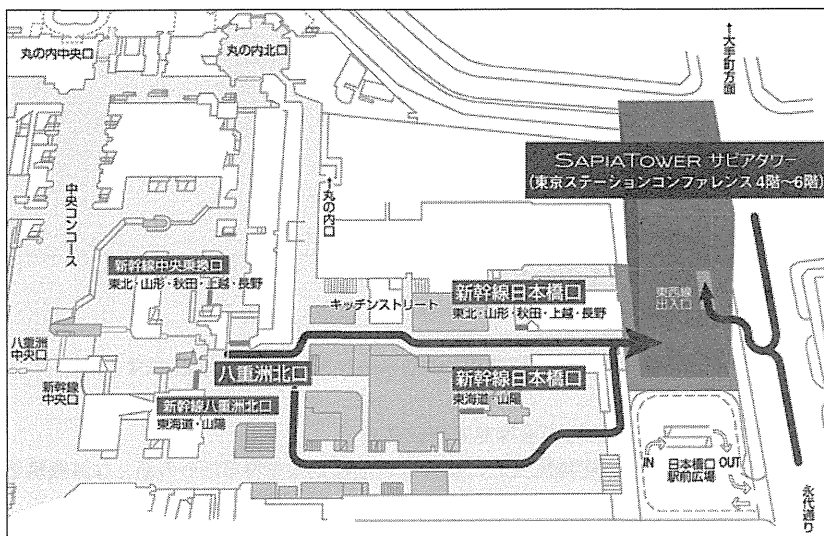 丸の内中央口
丸の内北口
↑大手町方面
SAPIATOWER サピアタワー
(東京ステーションコンファレンス 4階~6階)
中央コンコース
↑丸の内口
新幹線中央乗換口
東北・山形・秋田・上越・長野
キッチンストリート
新幹線日本橋口
東北・山形・秋田・上越・長野
東西線
出入口
八重洲
中央口
八重洲北口
新幹線
中央口
新幹線八重洲北口
東海道・山陽
新幹線日本橋口
東海道・山陽
IN
日本橋口
駅前広場
OUT
永代通り